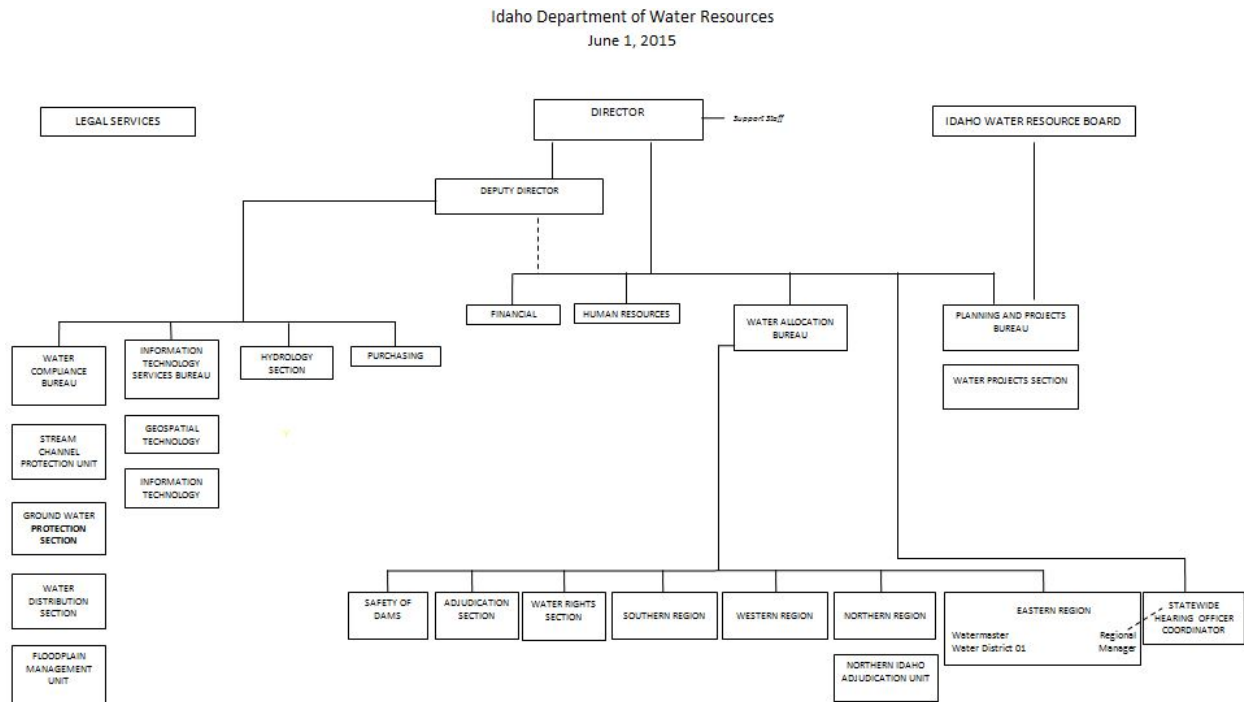 Idaho Department of Water Resources
June 1, 2015
LEGAL SERVICES
DIRECTOR
Support Staff
IDAHO WATER RESOURCE BOARD
DEPUTY DIRECTOR
FINANCIAL
HUMAN RESOURCES
WATER ALLOCATION
BUREAU
PLANNING AND PROJECTS
BUREAU
WATER PROJECTS SECTION
WATER
COMPLIANCE
BUREAU
INFORMATION
TECHNOLOGY
SERVICES BUREAU
HYDROLOGY
SECTION
PURCHASING
STREAM
CHANNEL
PROTECTION UNIT
GEOSPATIAL
TECHNOLOGY
INFORMATION
TECHNOLOGY
GROUND WATER
PROTECTION
SECTION
WATER
DISTRIBUTION
SECTION
FLOODPLAIN
MANAGEMENT
UNIT
SAFETY OF
DAMS
ADJUDICATION
SECTION
WATER RIGHTS
SECTION
SOUTHERN REGION
WESTERN REGION
NORTHERN REGION
NORTHERN IDAHO
ADJUDICATION UNIT
EASTERN REGION
Watermaster
Water District 01
Regional
Manager
STATEWIDE
HEARING OFFICER
COORDINATOR